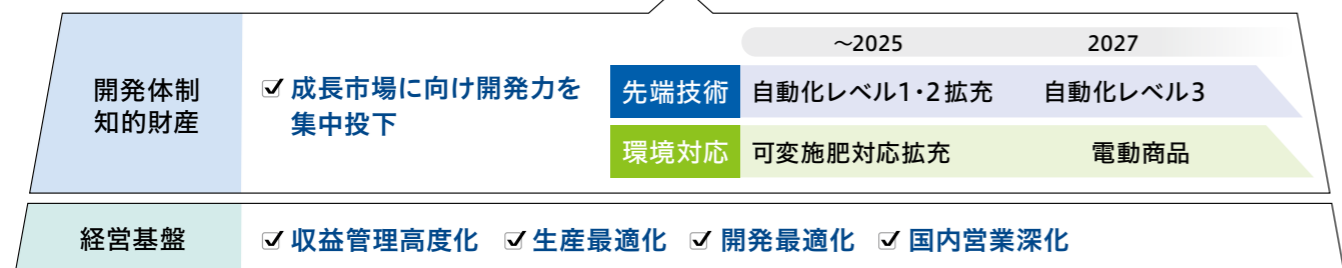 ～2025 2027
開発体制
知的財産
成長市場に向け開発力を
集中投下
先端技術 自動化レベル1・2拡充 自動化レベル3
環境対応 可変施肥対応拡充 電動商品
経営基盤 収益管理高度化 生産最適化 開発最適化 国内営業深化